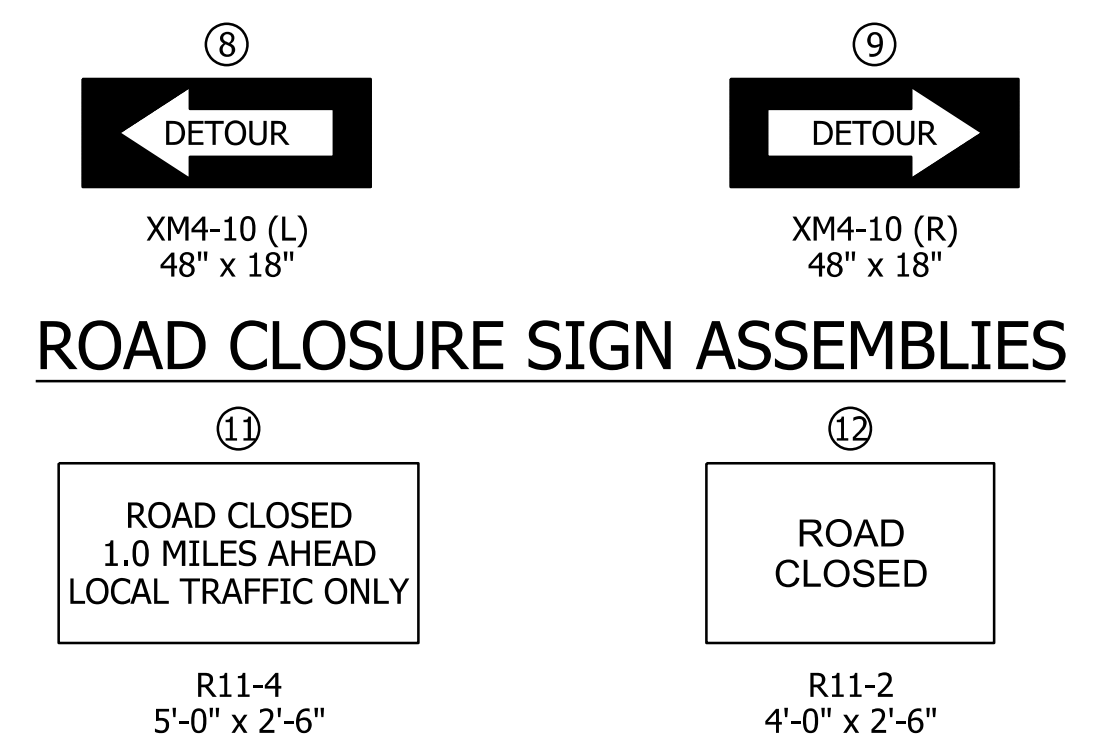 8
DETOUR
XM4-10 (L)
48" x 18"
9
DETOUR
XM4-10 (R)
48" x 18"
ROAD CLOSURE SIGN ASSEMBLIES
11
ROAD CLOSED
1.0 MILES AHEAD
LOCAL TRAFFIC ONLY
R11-4
5'-0" x 2'-6"
12
ROAD
CLOSED
R11-2
4'-0" x 2'-6"